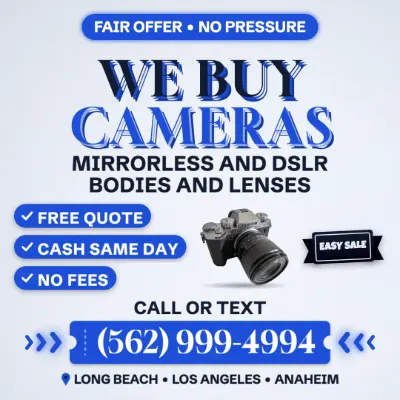 FAIR OFFER • NO PRESSURE
WE BUY
CAMERAS
MIRRORLESS AND DSLR
BODIES AND LENSES
FREE QUOTE
CASH SAME DAY
NO FEES
EASY SALE
CALL OR TEXT
(562) 999-4994
LONG BEACH • LOS ANGELES • ANAHEIM